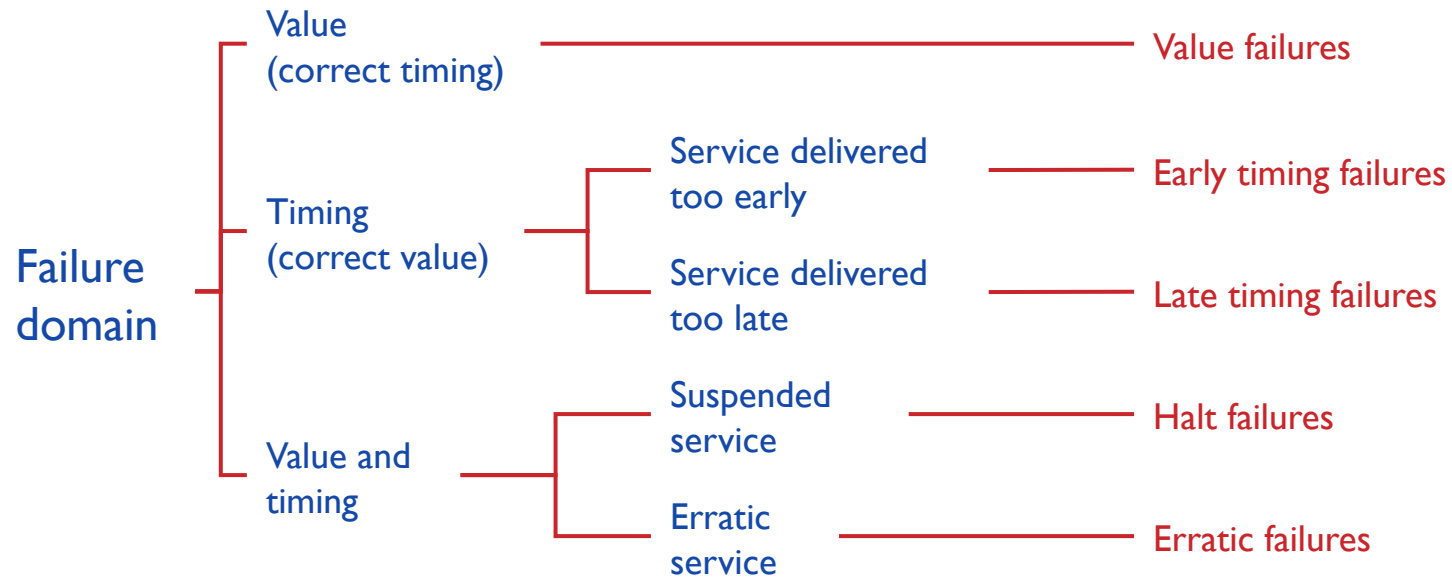 Failure
domain
Value
(correct timing)
Value failures
Timing
(correct value)
Service delivered
too early
Early timing failures
Service delivered
too late
Late timing failures
Value and
timing
Suspended
service
Halt failures
Erratic
service
Erratic failures